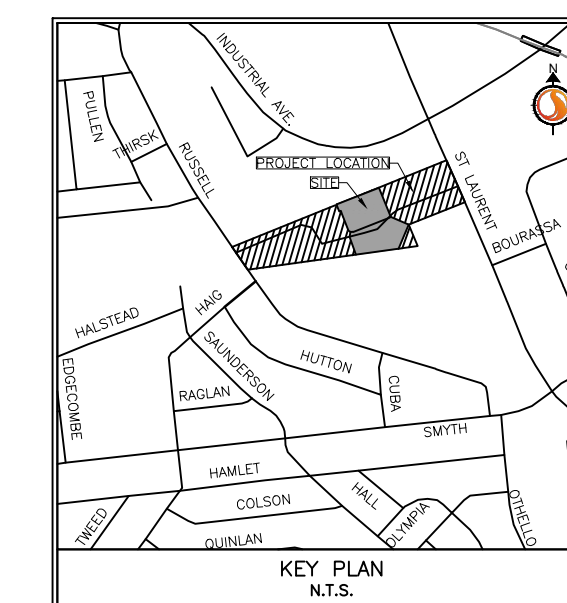 INDUSTRIAL AVE.
N
PULLEN
THIRSK
RUSSELL
PROJECT LOCATION
SITE
ST LAURENT
BOURASSA
HAIG
HALSTEAD
SAUNDERSON
HUTTON
EDGECOMBE
RAGLAN
CUBA
SMYTH
HAMLET
COLSON
HALL
OLYMPIA
OTHELLO
TWEED
QUINLAN
KEY PLAN
N.T.S.